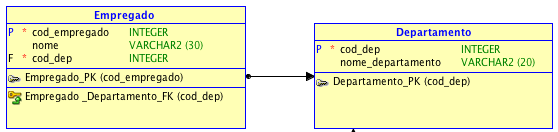 Empregado
P * cod_empregado INTEGER
nome VARCHAR2 (30)
F * cod_dep INTEGER
Empregado_PK (cod_empregado)
Empregado _Departamento_FK (cod_dep)
Departamento
P * cod_dep INTEGER
nome_departamento VARCHAR2 (20)
Departamento_PK (cod_dep)